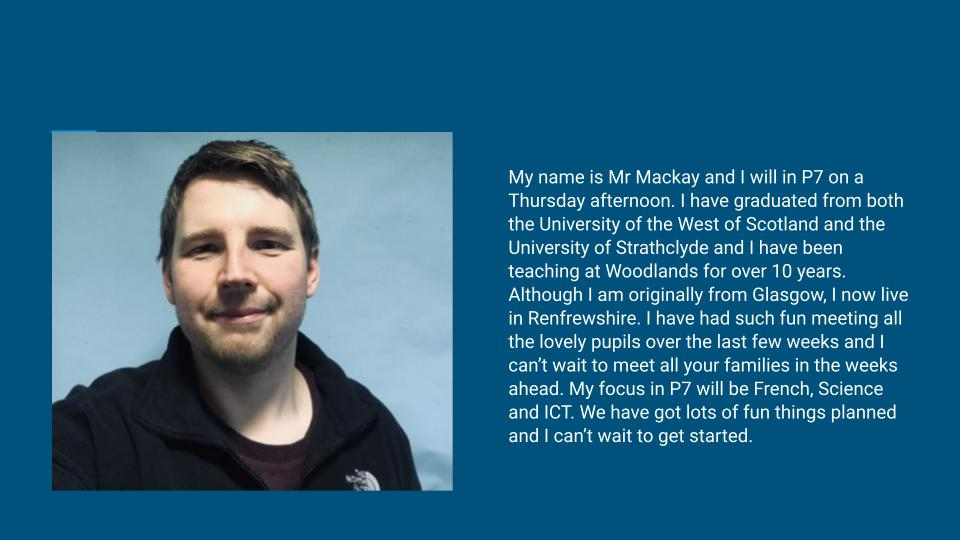 My name is Mr Mackay and I will in P7 on a
Thursday afternoon. I have graduated from both
the University of the West of Scotland and the
University of Strathclyde and I have been
teaching at Woodlands for over 10 years.
Although I am originally from Glasgow, I now live
in Renfrewshire. I have had such fun meeting all
the lovely pupils over the last few weeks and I
can’t wait to meet all your families in the weeks
ahead. My focus in P7 will be French, Science
and ICT. We have got lots of fun things planned
and I can’t wait to get started.